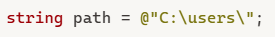 string path = @"C:\users\";